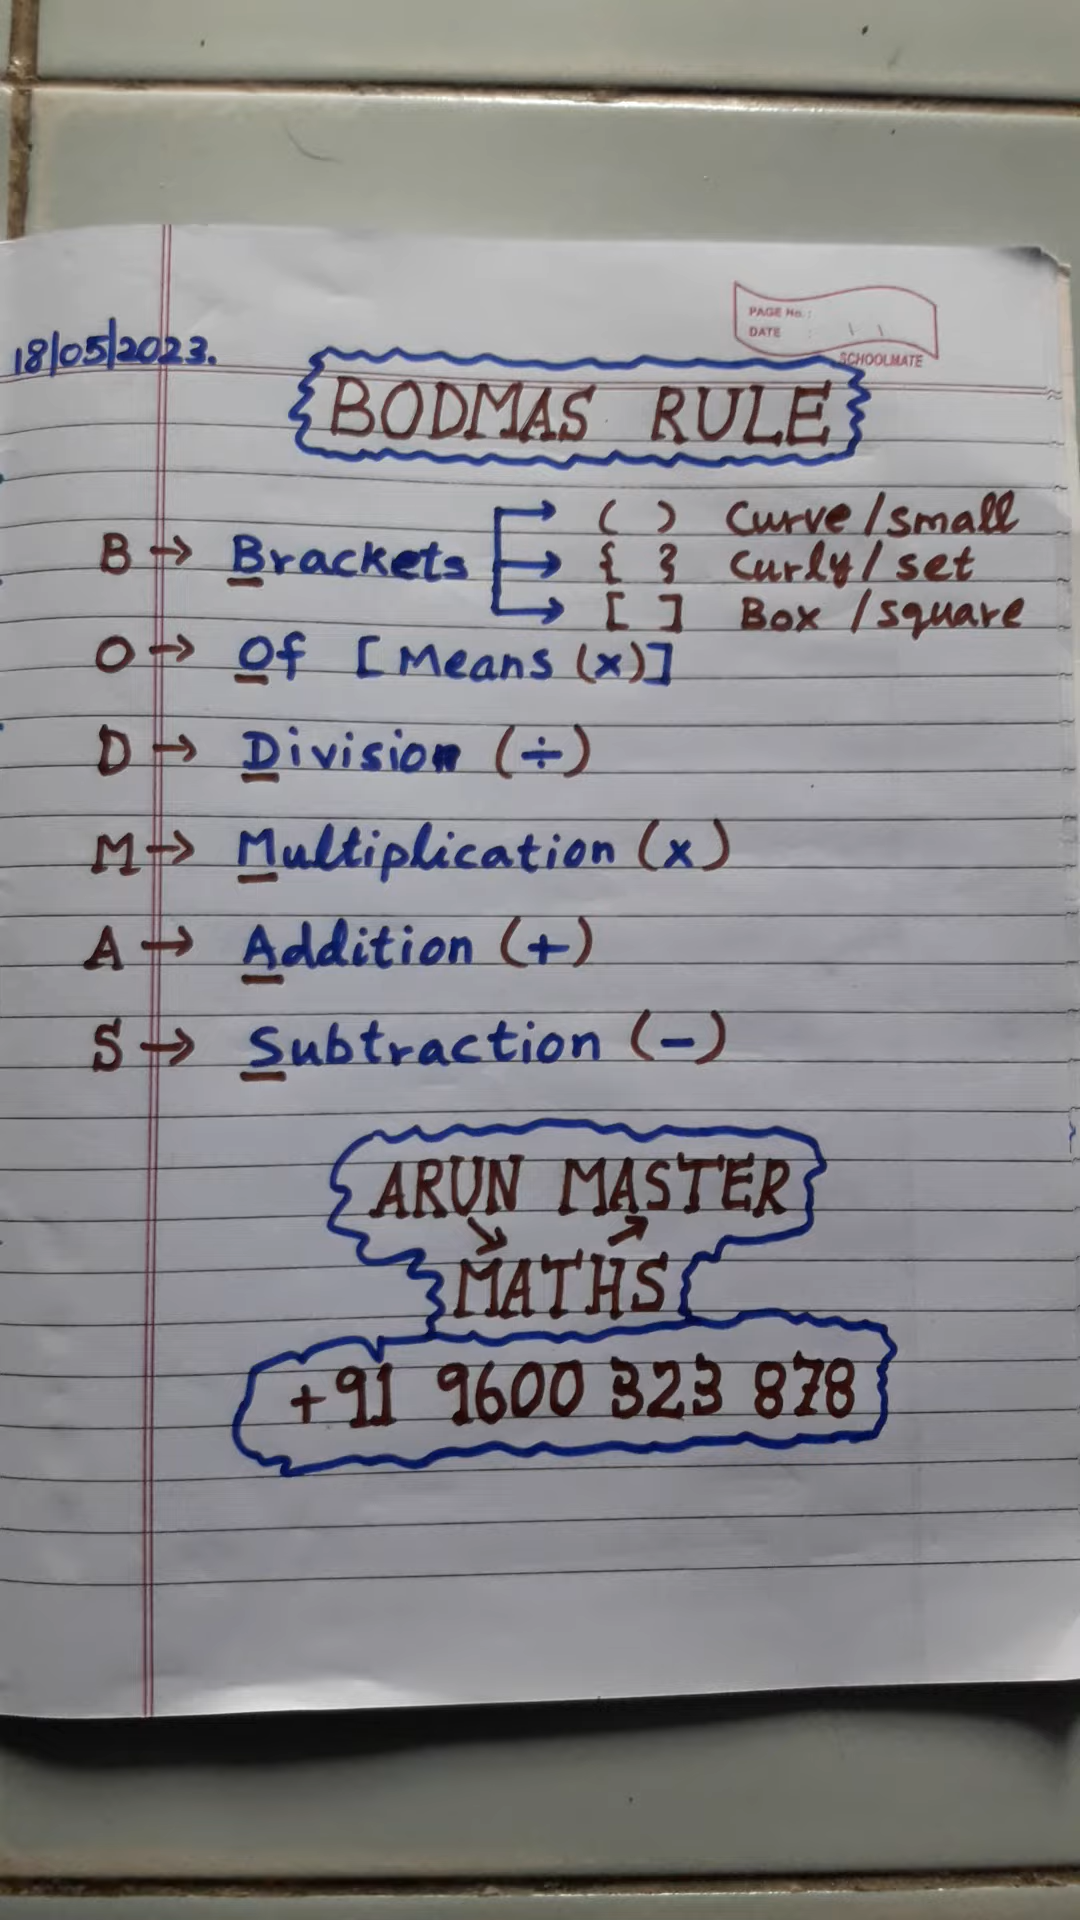 PAGE No. :
DATE :
SCHOOLMATE
18/05/2023.
BODMAS RULE
B → Brackets → ( ) Curve/small
→ { } Curly/set
→ [ ] Box/square
O → Of [Means (x)]
D → Division (÷)
M → Multiplication (x)
A → Addition (+)
S → Subtraction (-)
ARUN MASTER
MATHS
+91 9600 323 878